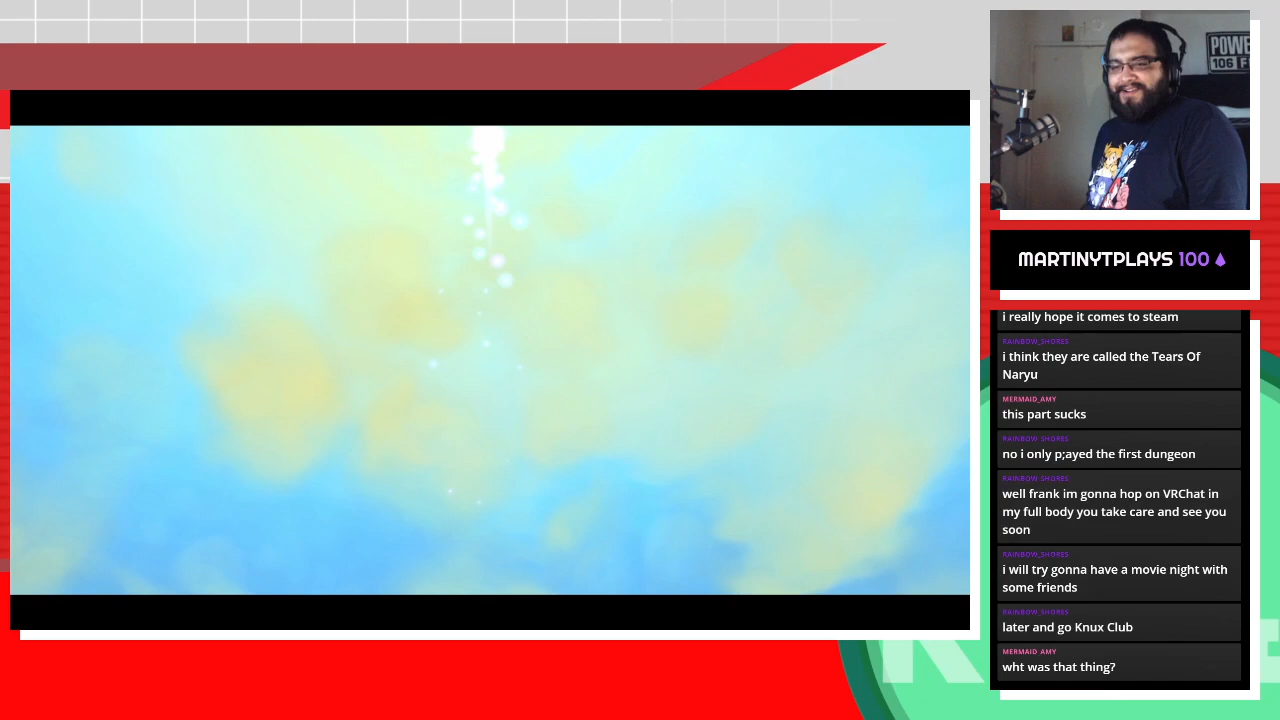 POWE
106 F
MARTINYTPLAYS 100
i really hope it comes to steam
RAINBOW_SHORES
i think they are called the Tears Of
Naryu
MERMAID_AMY
this part sucks
RAINBOW_SHORES
no i only p;ayed the first dungeon
RAINBOW_SHORES
well frank im gonna hop on VRChat in
my full body you take care and see you
soon
RAINBOW_SHORES
i will try gonna have a movie night with
some friends
RAINBOW_SHORES
later and go Knux Club
MERMAID_AMY
wht was that thing?